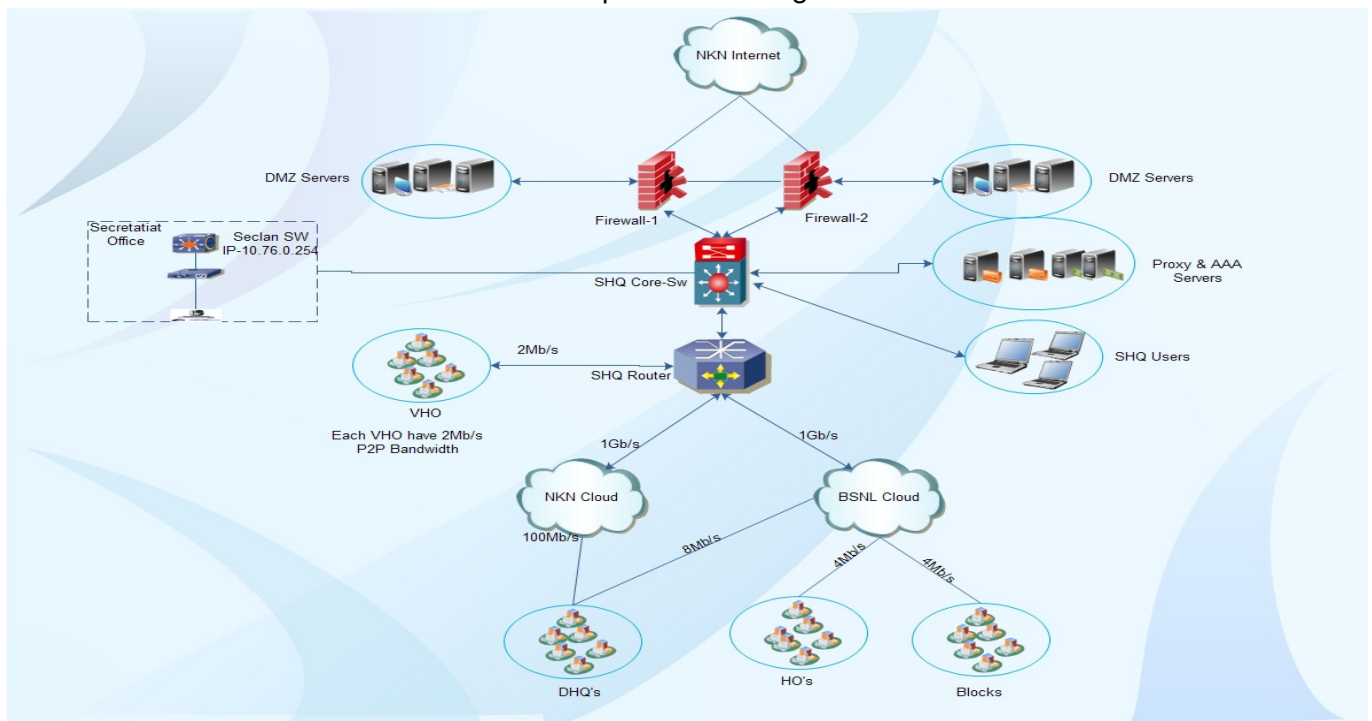 NKN Internet
DMZ Servers
DMZ Servers
Firewall-1
Firewall-2
Secretatiat
Office
Seclan SW
IP-10.76.0.254
SHQ Core-Sw
Proxy & AAA
Servers
SHQ Users
2Mb/s
SHQ Router
VHO
Each VHO have 2Mb/s
P2P Bandwidth
1Gb/s
1Gb/s
NKN Cloud
BSNL Cloud
100Mb/s
8Mb/s
4Mb/s
4Mb/s
DHQ's
HO's
Blocks